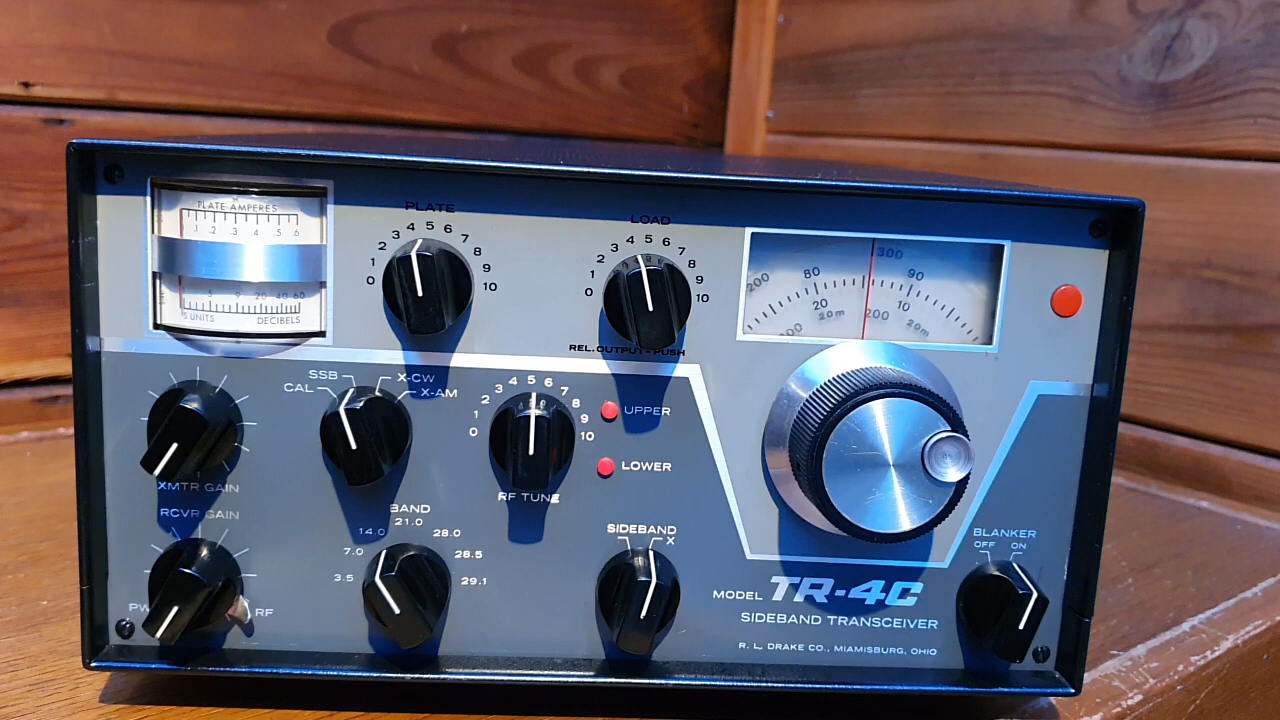 PLATE AMPERES
.1 .2 .3 .4 .5 .6
5 9 20 40 60
S UNITS DECIBELS
PLATE
0 1 2 3 4 5 6 7 8 9 10
LOAD
0 1 2 3 4 5 6 7 8 9 10
REL. OUTPUT - PUSH
200 300
80 90
20 10
20m 200 20m
SSB X-CW
CAL X-AM
0 1 2 3 4 5 6 7 8 9 10
RF TUNE
UPPER
LOWER
XMTR GAIN
RCVR GAIN
RF
BAND
3.5 7.0 14.0 21.0 28.0 28.5 29.1
SIDEBAND
X
BLANKER
OFF ON
MODEL TR-4C
SIDEBAND TRANSCEIVER
R. L. DRAKE CO., MIAMISBURG, OHIO